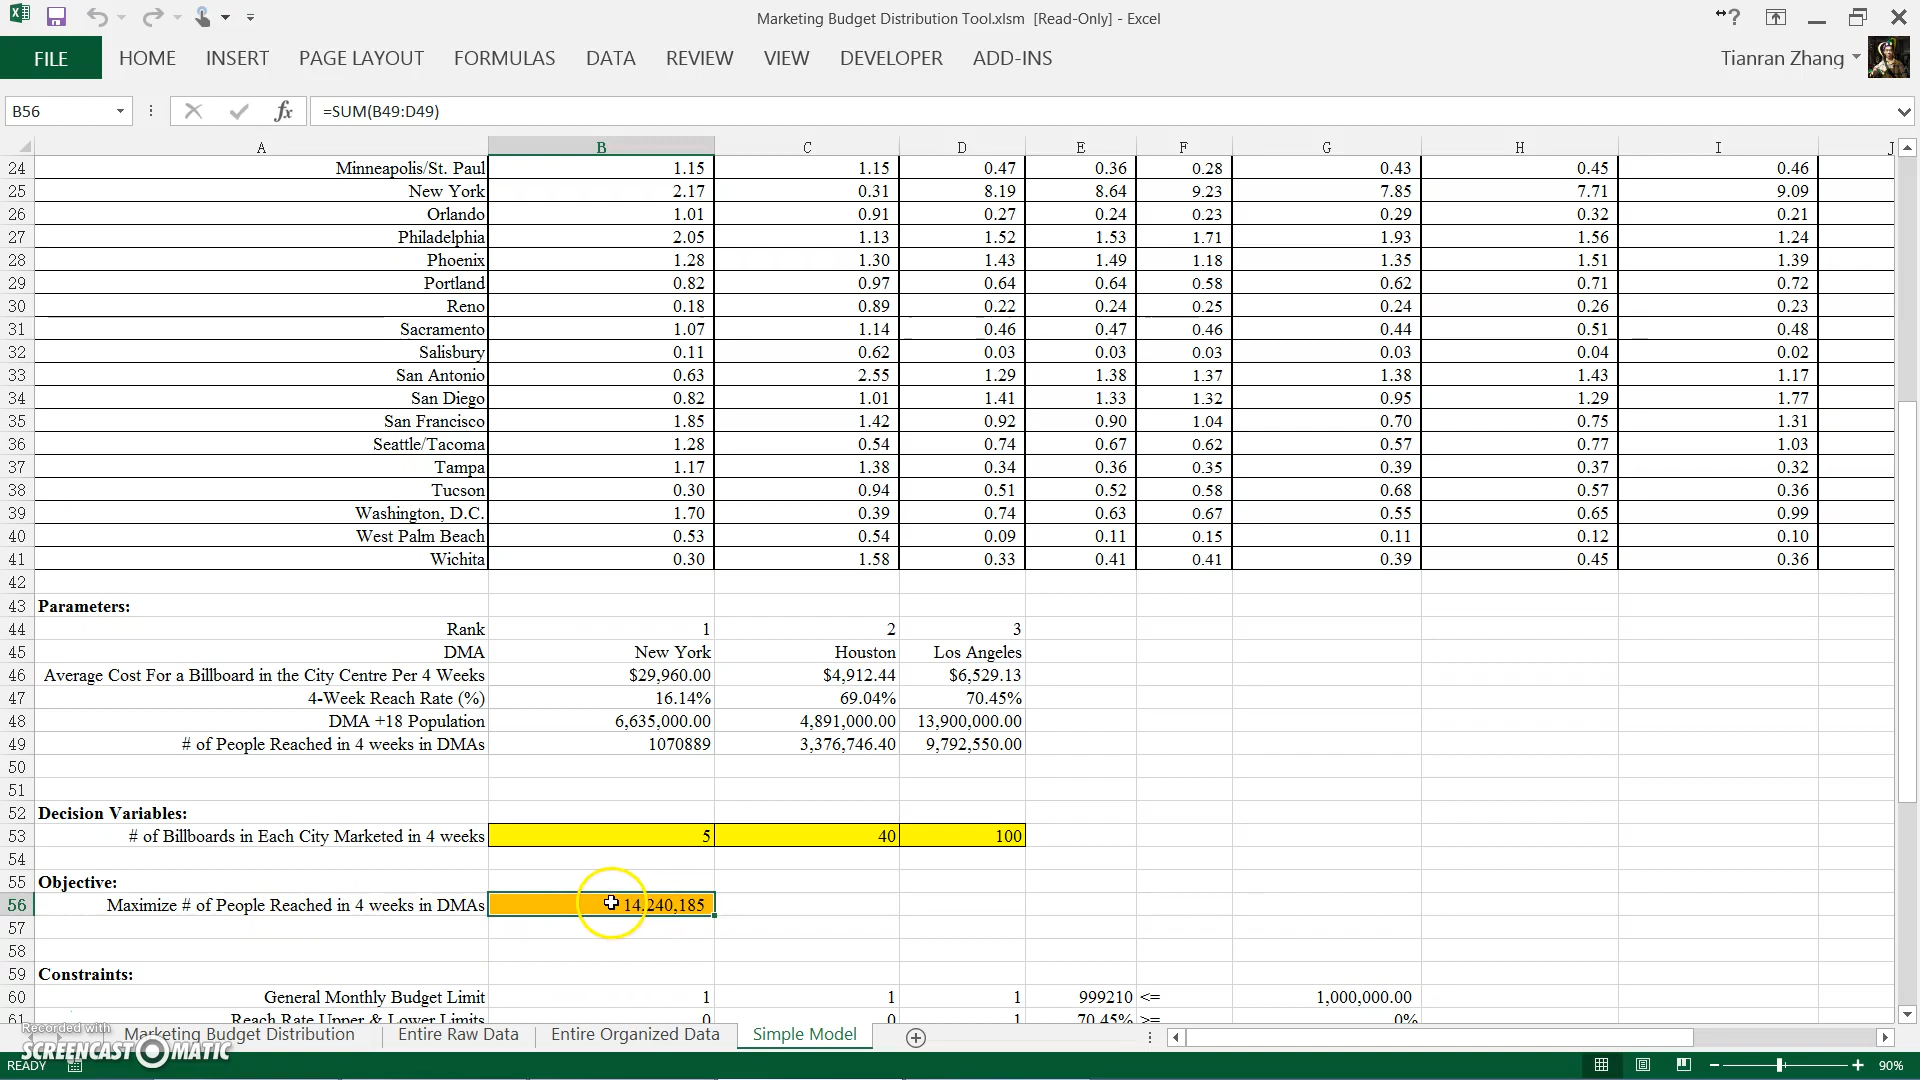 Marketing Budget Distribution Tool.xlsm [Read-Only] - Excel
FILE HOME INSERT PAGE LAYOUT FORMULAS DATA REVIEW VIEW DEVELOPER ADD-INS Tianran Zhang
B56 fx =SUM(B49:D49)
A B C D E F G H I J
24 Minneapolis/St. Paul 1.15 1.15 0.47 0.36 0.28 0.43 0.45 0.46
25 New York 2.17 0.31 8.19 8.64 9.23 7.85 7.71 9.09
26 Orlando 1.01 0.91 0.27 0.24 0.23 0.29 0.32 0.21
27 Philadelphia 2.05 1.13 1.52 1.53 1.71 1.93 1.56 1.24
28 Phoenix 1.28 1.30 1.43 1.49 1.18 1.35 1.51 1.39
29 Portland 0.82 0.97 0.64 0.64 0.58 0.62 0.71 0.72
30 Reno 0.18 0.89 0.22 0.24 0.25 0.24 0.26 0.23
31 Sacramento 1.07 1.14 0.46 0.47 0.46 0.44 0.51 0.48
32 Salisbury 0.11 0.62 0.03 0.03 0.03 0.03 0.04 0.02
33 San Antonio 0.63 2.55 1.29 1.38 1.37 1.38 1.43 1.17
34 San Diego 0.82 1.01 1.41 1.33 1.32 0.95 1.29 1.77
35 San Francisco 1.85 1.42 0.92 0.90 1.04 0.70 0.75 1.31
36 Seattle/Tacoma 1.28 0.54 0.74 0.67 0.62 0.57 0.77 1.03
37 Tampa 1.17 1.38 0.34 0.36 0.35 0.39 0.37 0.32
38 Tucson 0.30 0.94 0.51 0.52 0.58 0.68 0.57 0.36
39 Washington, D.C. 1.70 0.39 0.74 0.63 0.67 0.55 0.65 0.99
40 West Palm Beach 0.53 0.54 0.09 0.11 0.15 0.11 0.12 0.10
41 Wichita 0.30 1.58 0.33 0.41 0.41 0.39 0.45 0.36
42
43 Parameters:
44 Rank 1 2 3
45 DMA New York Houston Los Angeles
46 Average Cost For a Billboard in the City Centre Per 4 Weeks $29,960.00 $4,912.44 $6,529.13
47 4-Week Reach Rate (%) 16.14% 69.04% 70.45%
48 DMA +18 Population 6,635,000.00 4,891,000.00 13,900,000.00
49 # of People Reached in 4 weeks in DMAs 1070889 3,376,746.40 9,792,550.00
50
51
52 Decision Variables:
53 # of Billboards in Each City Marketed in 4 weeks 5 40 100
54
55 Objective:
56 Maximize # of People Reached in 4 weeks in DMAs 14,240,185
57
58
59 Constraints:
60 General Monthly Budget Limit 1 1 1 999210 <= 1,000,000.00
61 Reach Rate Upper & Lower Limits 0 0 1 70.45% >= 0%
Recorded with
SCREENCAST MATIC
Marketing Budget Distribution Entire Raw Data Entire Organized Data Simple Model
READY 90%